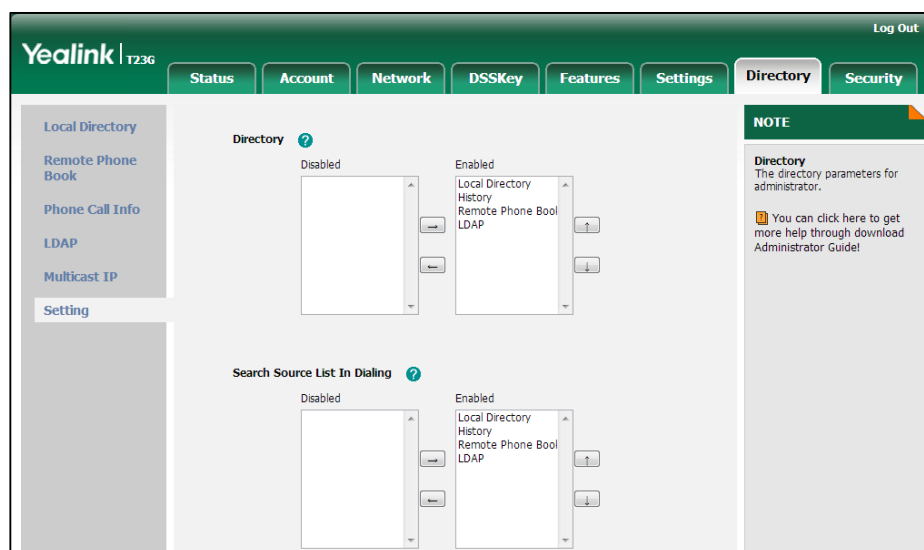 Log Out
Yealink T23G
Status
Account
Network
DSSKey
Features
Settings
Directory
Security
Local Directory
Remote Phone
Book
Phone Call Info
LDAP
Multicast IP
Setting
Directory ?
Disabled
Enabled
Local Directory
History
Remote Phone Bool
LDAP
→
←
↑
↓
Search Source List In Dialing ?
Disabled
Enabled
Local Directory
History
Remote Phone Bool
LDAP
→
←
↑
↓
NOTE
Directory
The directory parameters for
administrator.
? You can click here to get
more help through download
Administrator Guide!